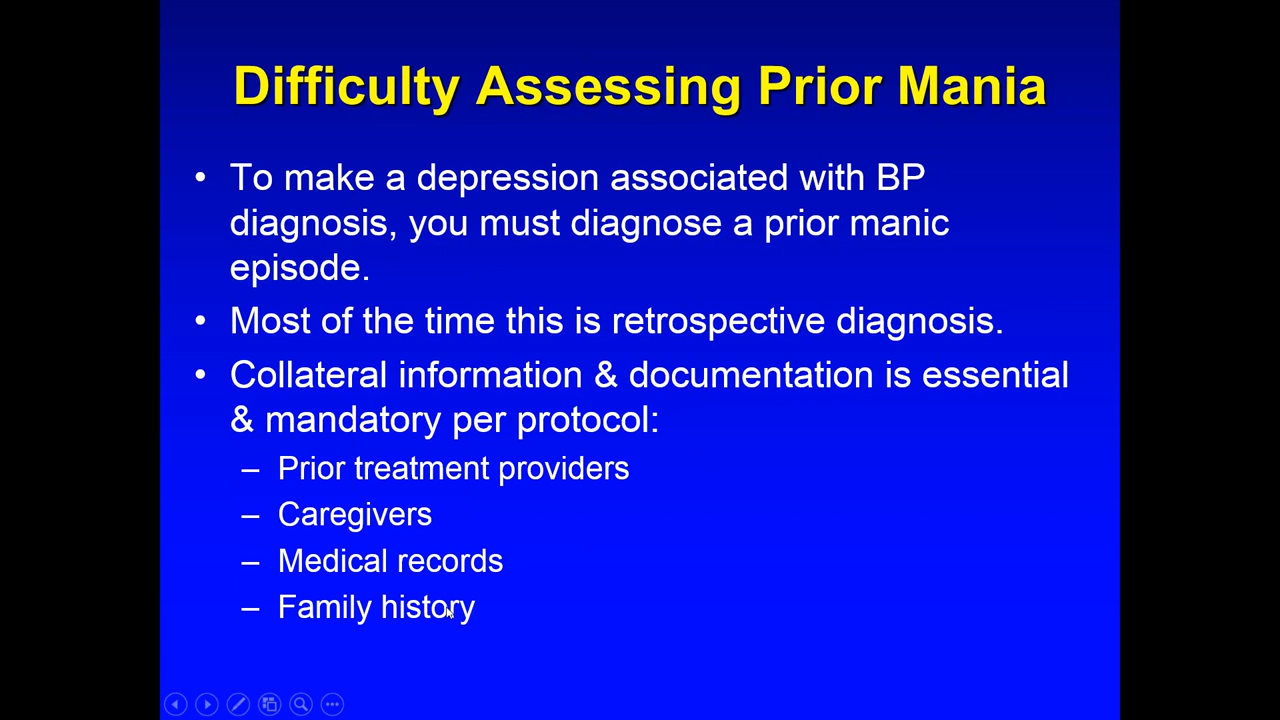 Difficulty Assessing Prior Mania
• To make a depression associated with BP
diagnosis, you must diagnose a prior manic
episode.
• Most of the time this is retrospective diagnosis.
• Collateral information & documentation is essential
& mandatory per protocol:
– Prior treatment providers
– Caregivers
– Medical records
– Family history